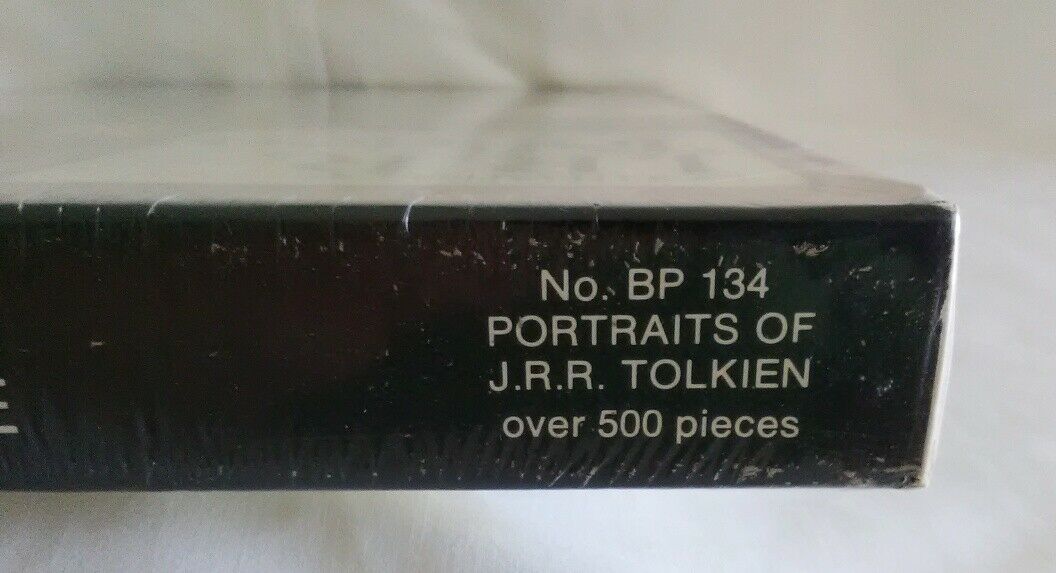 No. BP 134
PORTRAITS OF
J.R.R. TOLKIEN
over 500 pieces